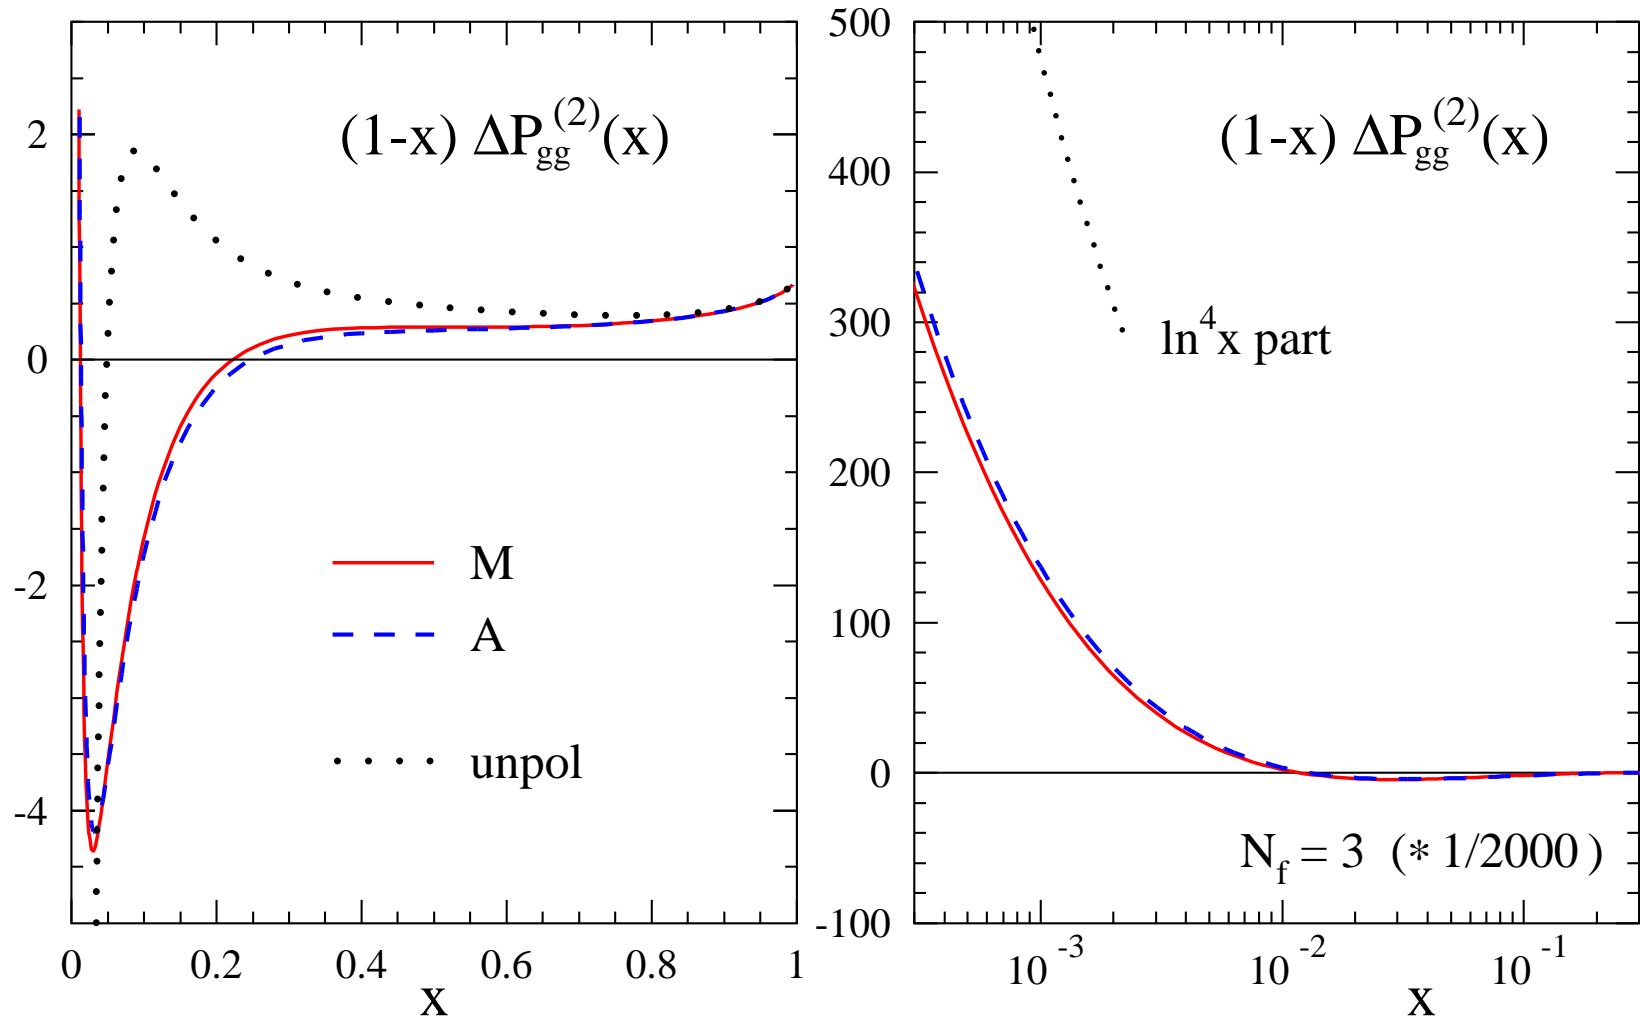 (1-x) ΔP_gg^(2)(x)
2
0
-2
-4
M
A
unpol
0
0.2
0.4
0.6
0.8
1
x
(1-x) ΔP_gg^(2)(x)
500
400
300
200
100
0
-100
ln^4x part
N_f = 3 (* 1/2000 )
10^-3
10^-2
10^-1
x